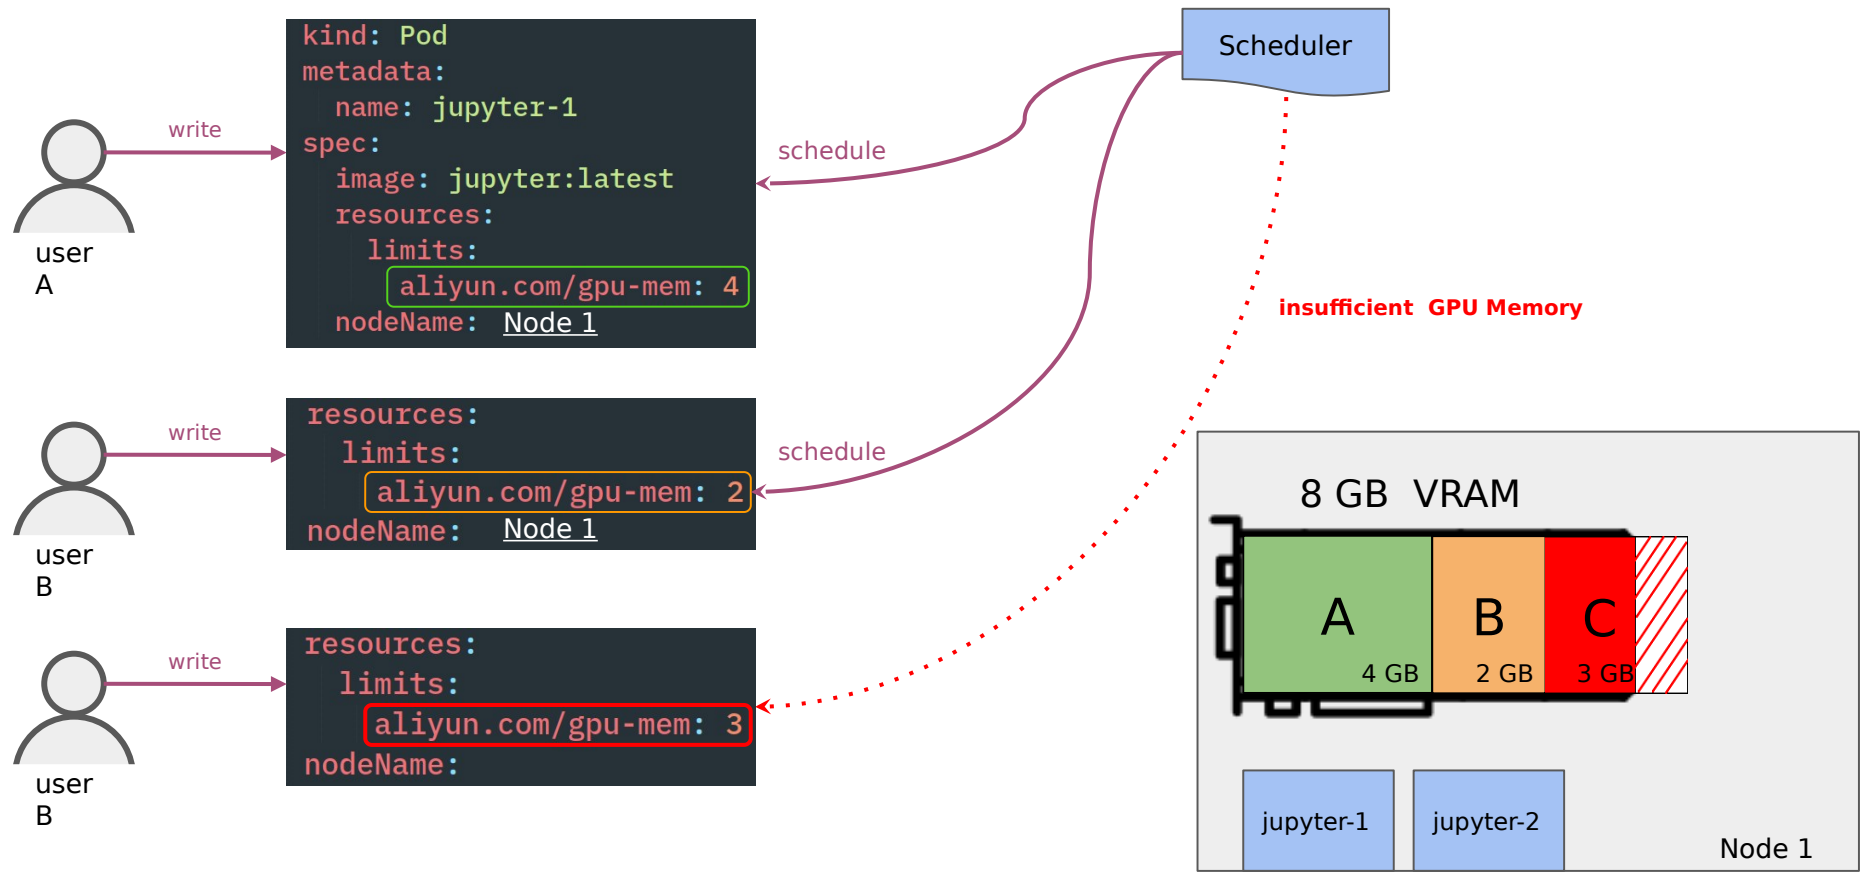 kind: Pod
metadata:
name: jupyter-1
spec:
image: jupyter:latest
resources:
limits:
aliyun.com/gpu-mem: 4
nodeName: Node 1
write
user
A
schedule
Scheduler
insufficient GPU Memory
resources:
limits:
aliyun.com/gpu-mem: 2
nodeName: Node 1
write
user
B
schedule
resources:
limits:
aliyun.com/gpu-mem: 3
nodeName:
write
user
B
8 GB VRAM
A
4 GB
B
2 GB
C
3 GB
jupyter-1
jupyter-2
Node 1